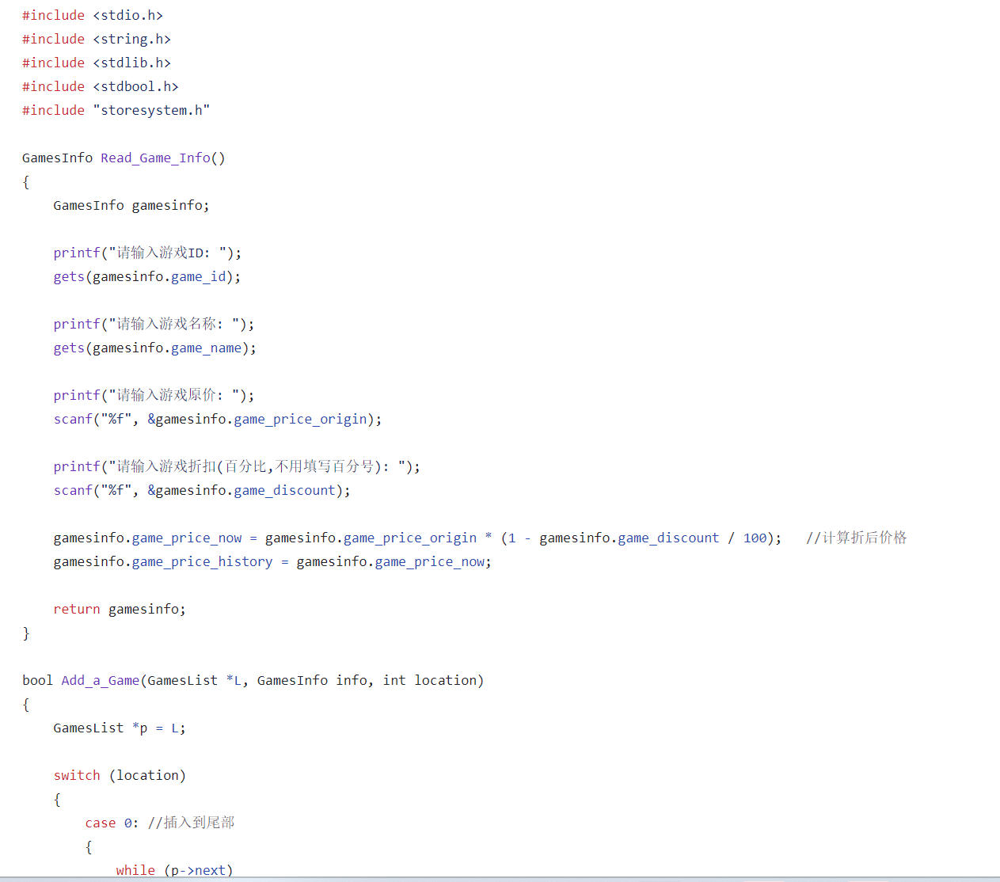 #include <stdio.h>
#include <string.h>
#include <stdlib.h>
#include <stdbool.h>
#include "storesystem.h"
GamesInfo Read_Game_Info()
{
    GamesInfo gamesinfo;
    printf("请输入游戏ID: ");
    gets(gamesinfo.game_id);
    printf("请输入游戏名称: ");
    gets(gamesinfo.game_name);
    printf("请输入游戏原价: ");
    scanf("%f", &gamesinfo.game_price_origin);
    printf("请输入游戏折扣(百分比,不用填写百分号): ");
    scanf("%f", &gamesinfo.game_discount);
    gamesinfo.game_price_now = gamesinfo.game_price_origin * (1 - gamesinfo.game_discount / 100);   //计算折后价格
    gamesinfo.game_price_history = gamesinfo.game_price_now;
    return gamesinfo;
}
bool Add_a_Game(GamesList *L, GamesInfo info, int location)
{
    GamesList *p = L;
    switch (location)
    {
        case 0: //插入到尾部
        {
            while (p->next)